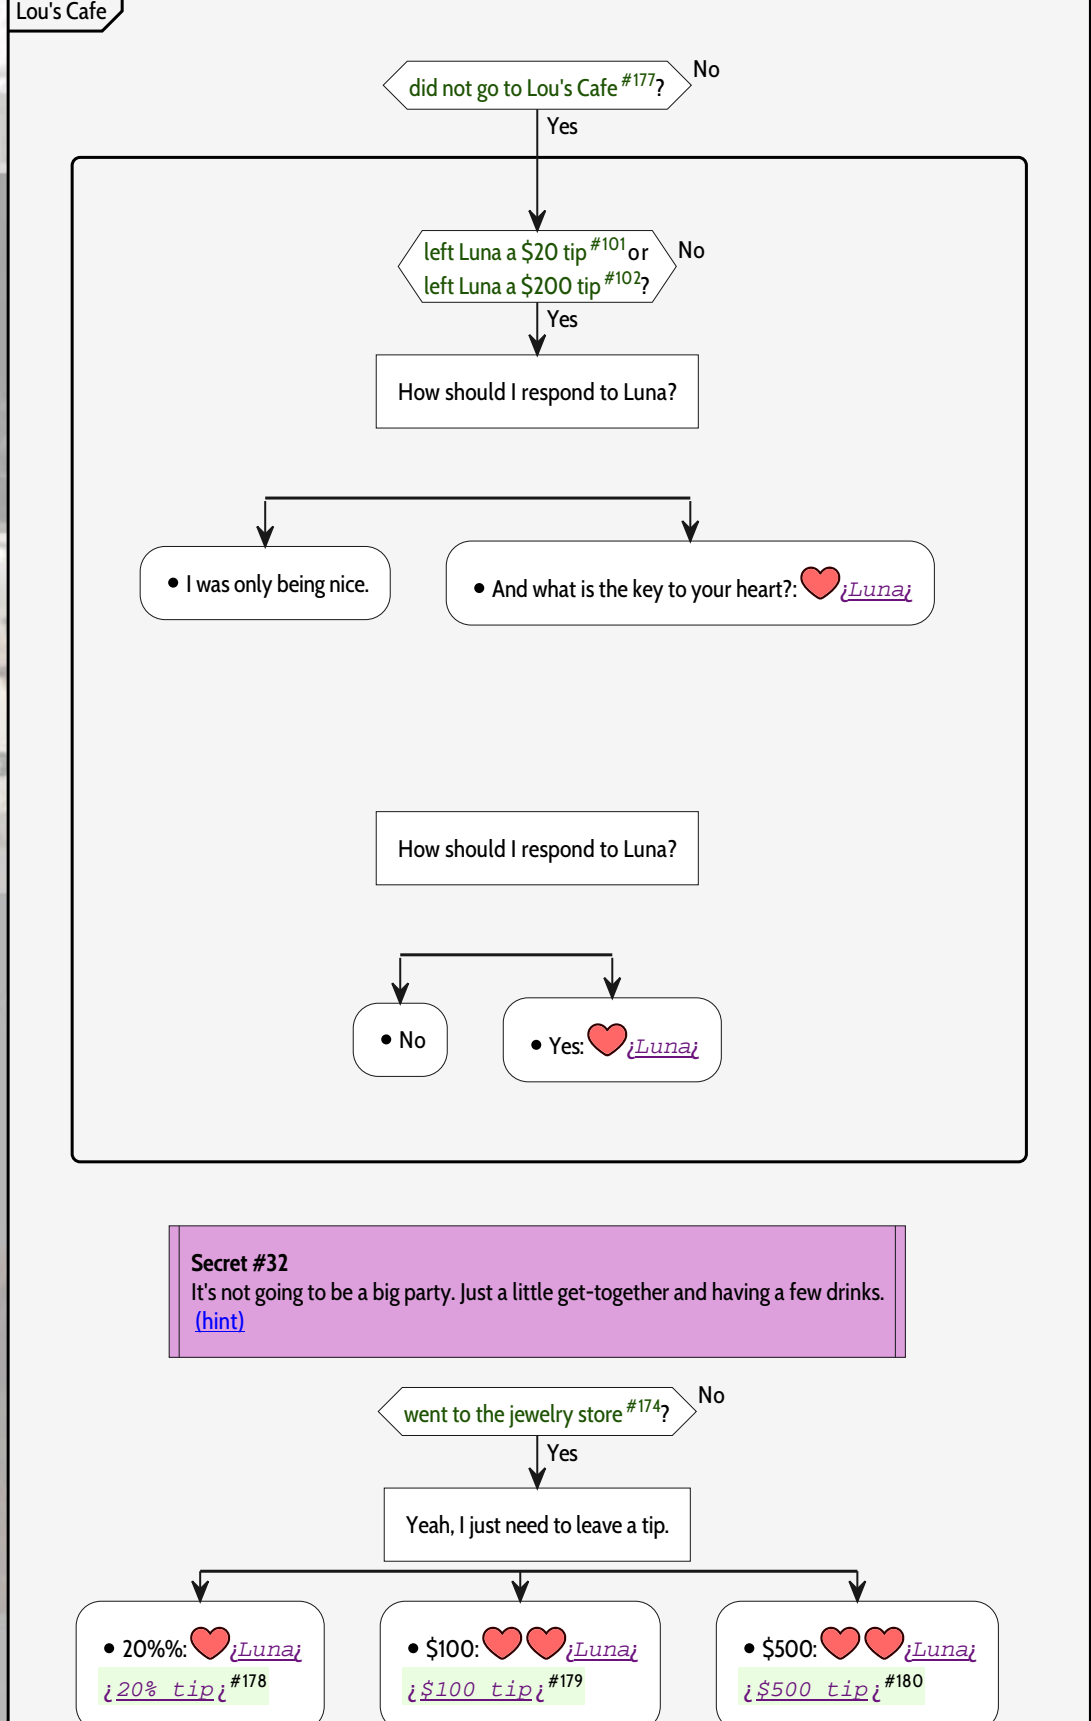 Lou's Cafe
did not go to Lou's Cafe #177?
No
Yes
left Luna a $20 tip #101 or
left Luna a $200 tip #102?
No
Yes
How should I respond to Luna?
• I was only being nice.
• And what is the key to your heart?: ¿Luna¿
How should I respond to Luna?
• No
• Yes: ¿Luna¿
Secret #32
It's not going to be a big party. Just a little get-together and having a few drinks.
(hint)
went to the jewelry store #174?
No
Yes
Yeah, I just need to leave a tip.
• 20%%: ¿Luna¿
¿20% tip¿ #178
• $100: ¿Luna¿
¿$100 tip¿ #179
• $500: ¿Luna¿
¿$500 tip¿ #180